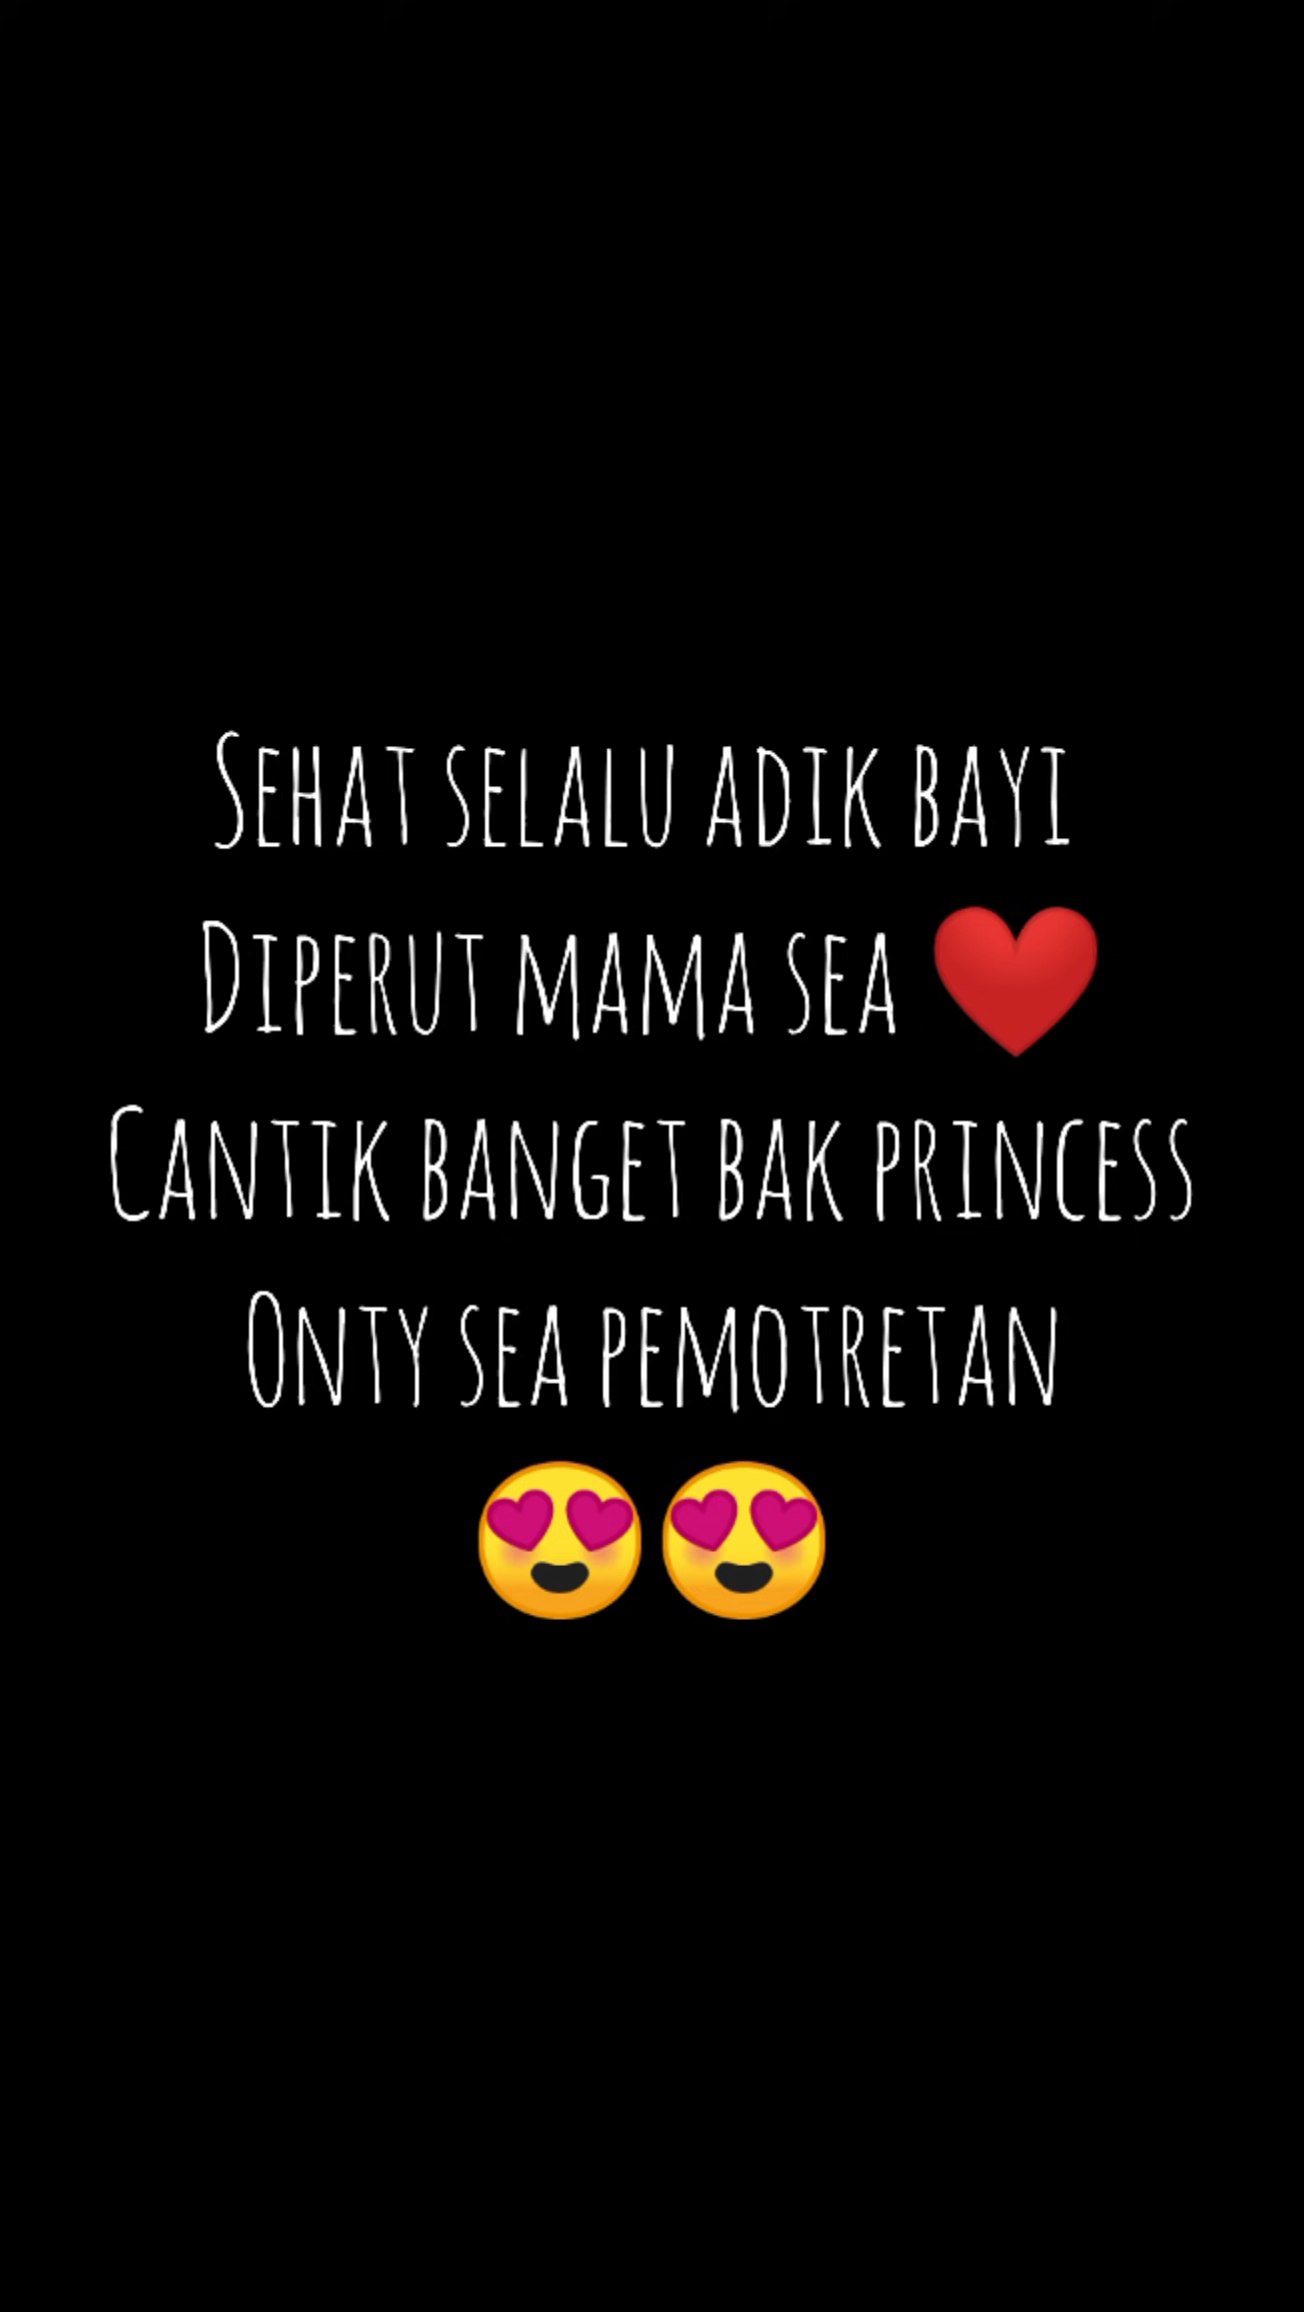 Sehat selalu adik bayi
Diperut mama sea ❤️
Cantik banget bak princess
Onty sea pemotretan
😍😍